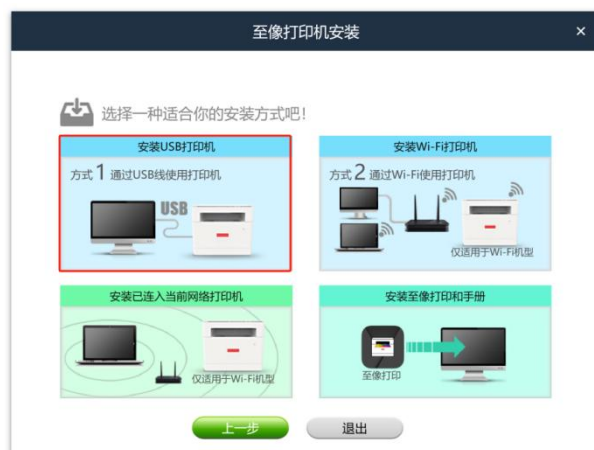 至像打印机安装
×
选择一种适合你的安装方式吧！
安装USB打印机
方式1 通过USB线使用打印机
USB
安装Wi-Fi打印机
方式2 通过Wi-Fi使用打印机
仅适用于Wi-Fi机型
安装已连入当前网络打印机
仅适用于Wi-Fi机型
安装至像打印和手册
至像打印
上一步
退出